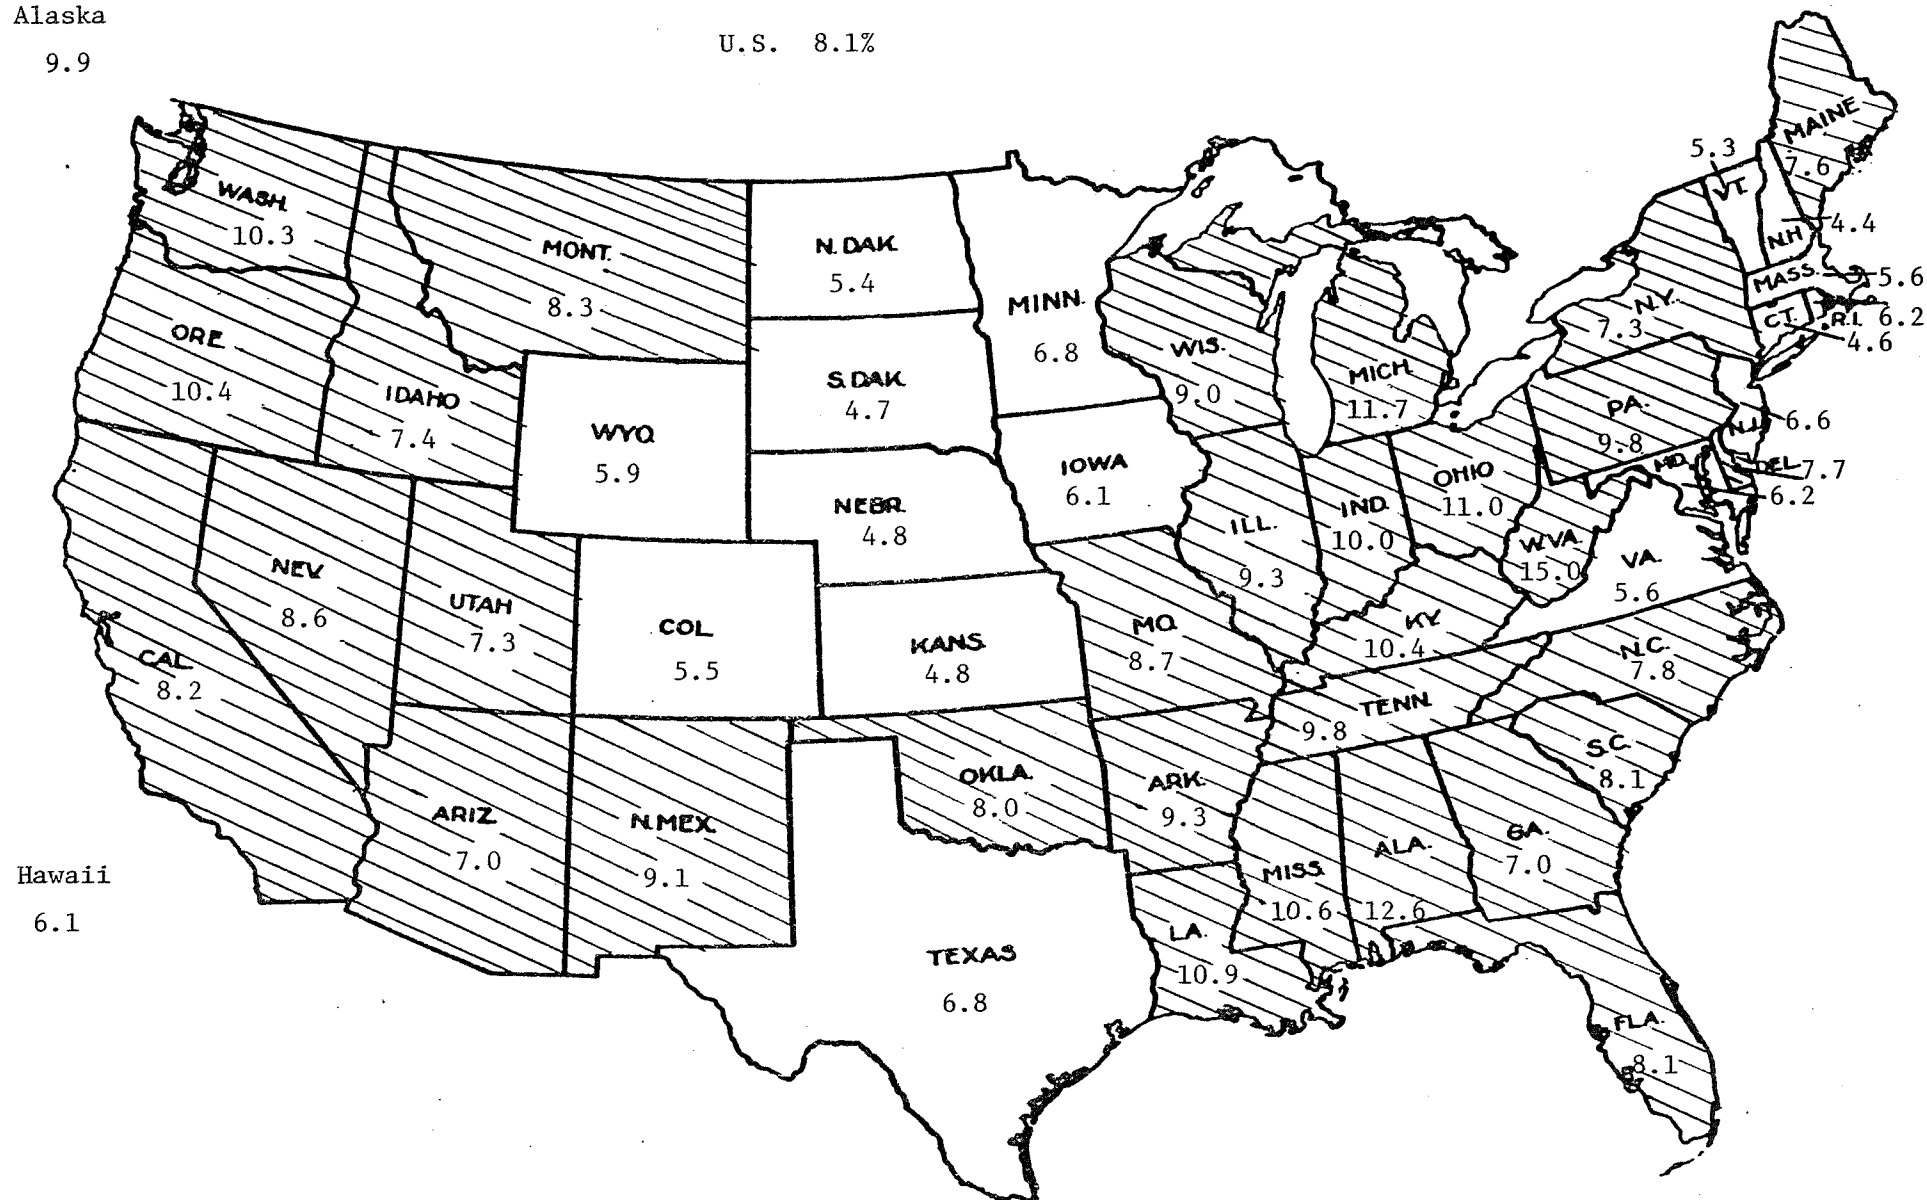 Alaska
9.9
U.S. 8.1%
WASH.
10.3
MONT.
8.3
N.DAK.
5.4
MINN.
6.8
MAINE
7.6
5.3
VT.
N.H.
4.4
MASS.
5.6
CT.
R.I.
6.2
4.6
N.Y.
7.3
ORE.
10.4
IDAHO
7.4
WYO.
5.9
S.DAK.
4.7
WIS.
9.0
MICH.
11.7
PA.
9.8
N.J.
6.6
MD.
DEL.
7.7
6.2
NEBR.
4.8
IOWA
6.1
ILL.
9.3
IND.
10.0
OHIO
11.0
W.VA.
15.0
VA.
5.6
NEV.
8.6
UTAH
7.3
COL.
5.5
KANS.
4.8
MO.
8.7
KY.
10.4
N.C.
7.8
CAL.
8.2
TENN.
9.8
S.C.
8.1
ARIZ.
7.0
N.MEX.
9.1
OKLA.
8.0
ARK.
9.3
MISS.
10.6
ALA.
12.6
GA.
7.0
Hawaii
6.1
TEXAS
6.8
LA.
10.9
FLA.
8.1